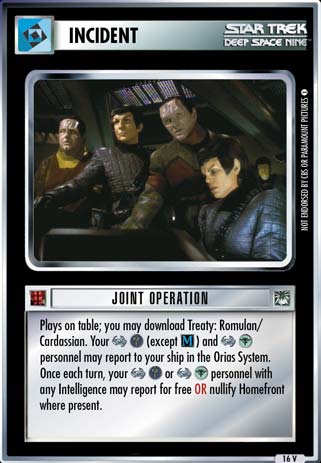 INCIDENT
STAR TREK
DEEP SPACE NINE
NOT ENDORSED BY CBS OR PARAMOUNT PICTURES
JOINT OPERATION
Plays on table; you may download Treaty: Romulan/
Cardassian. Your (except M) and
personnel may report to your ship in the Orias System.
Once each turn, your or personnel with
any Intelligence may report for free OR nullify Homefront
where present.
16 V